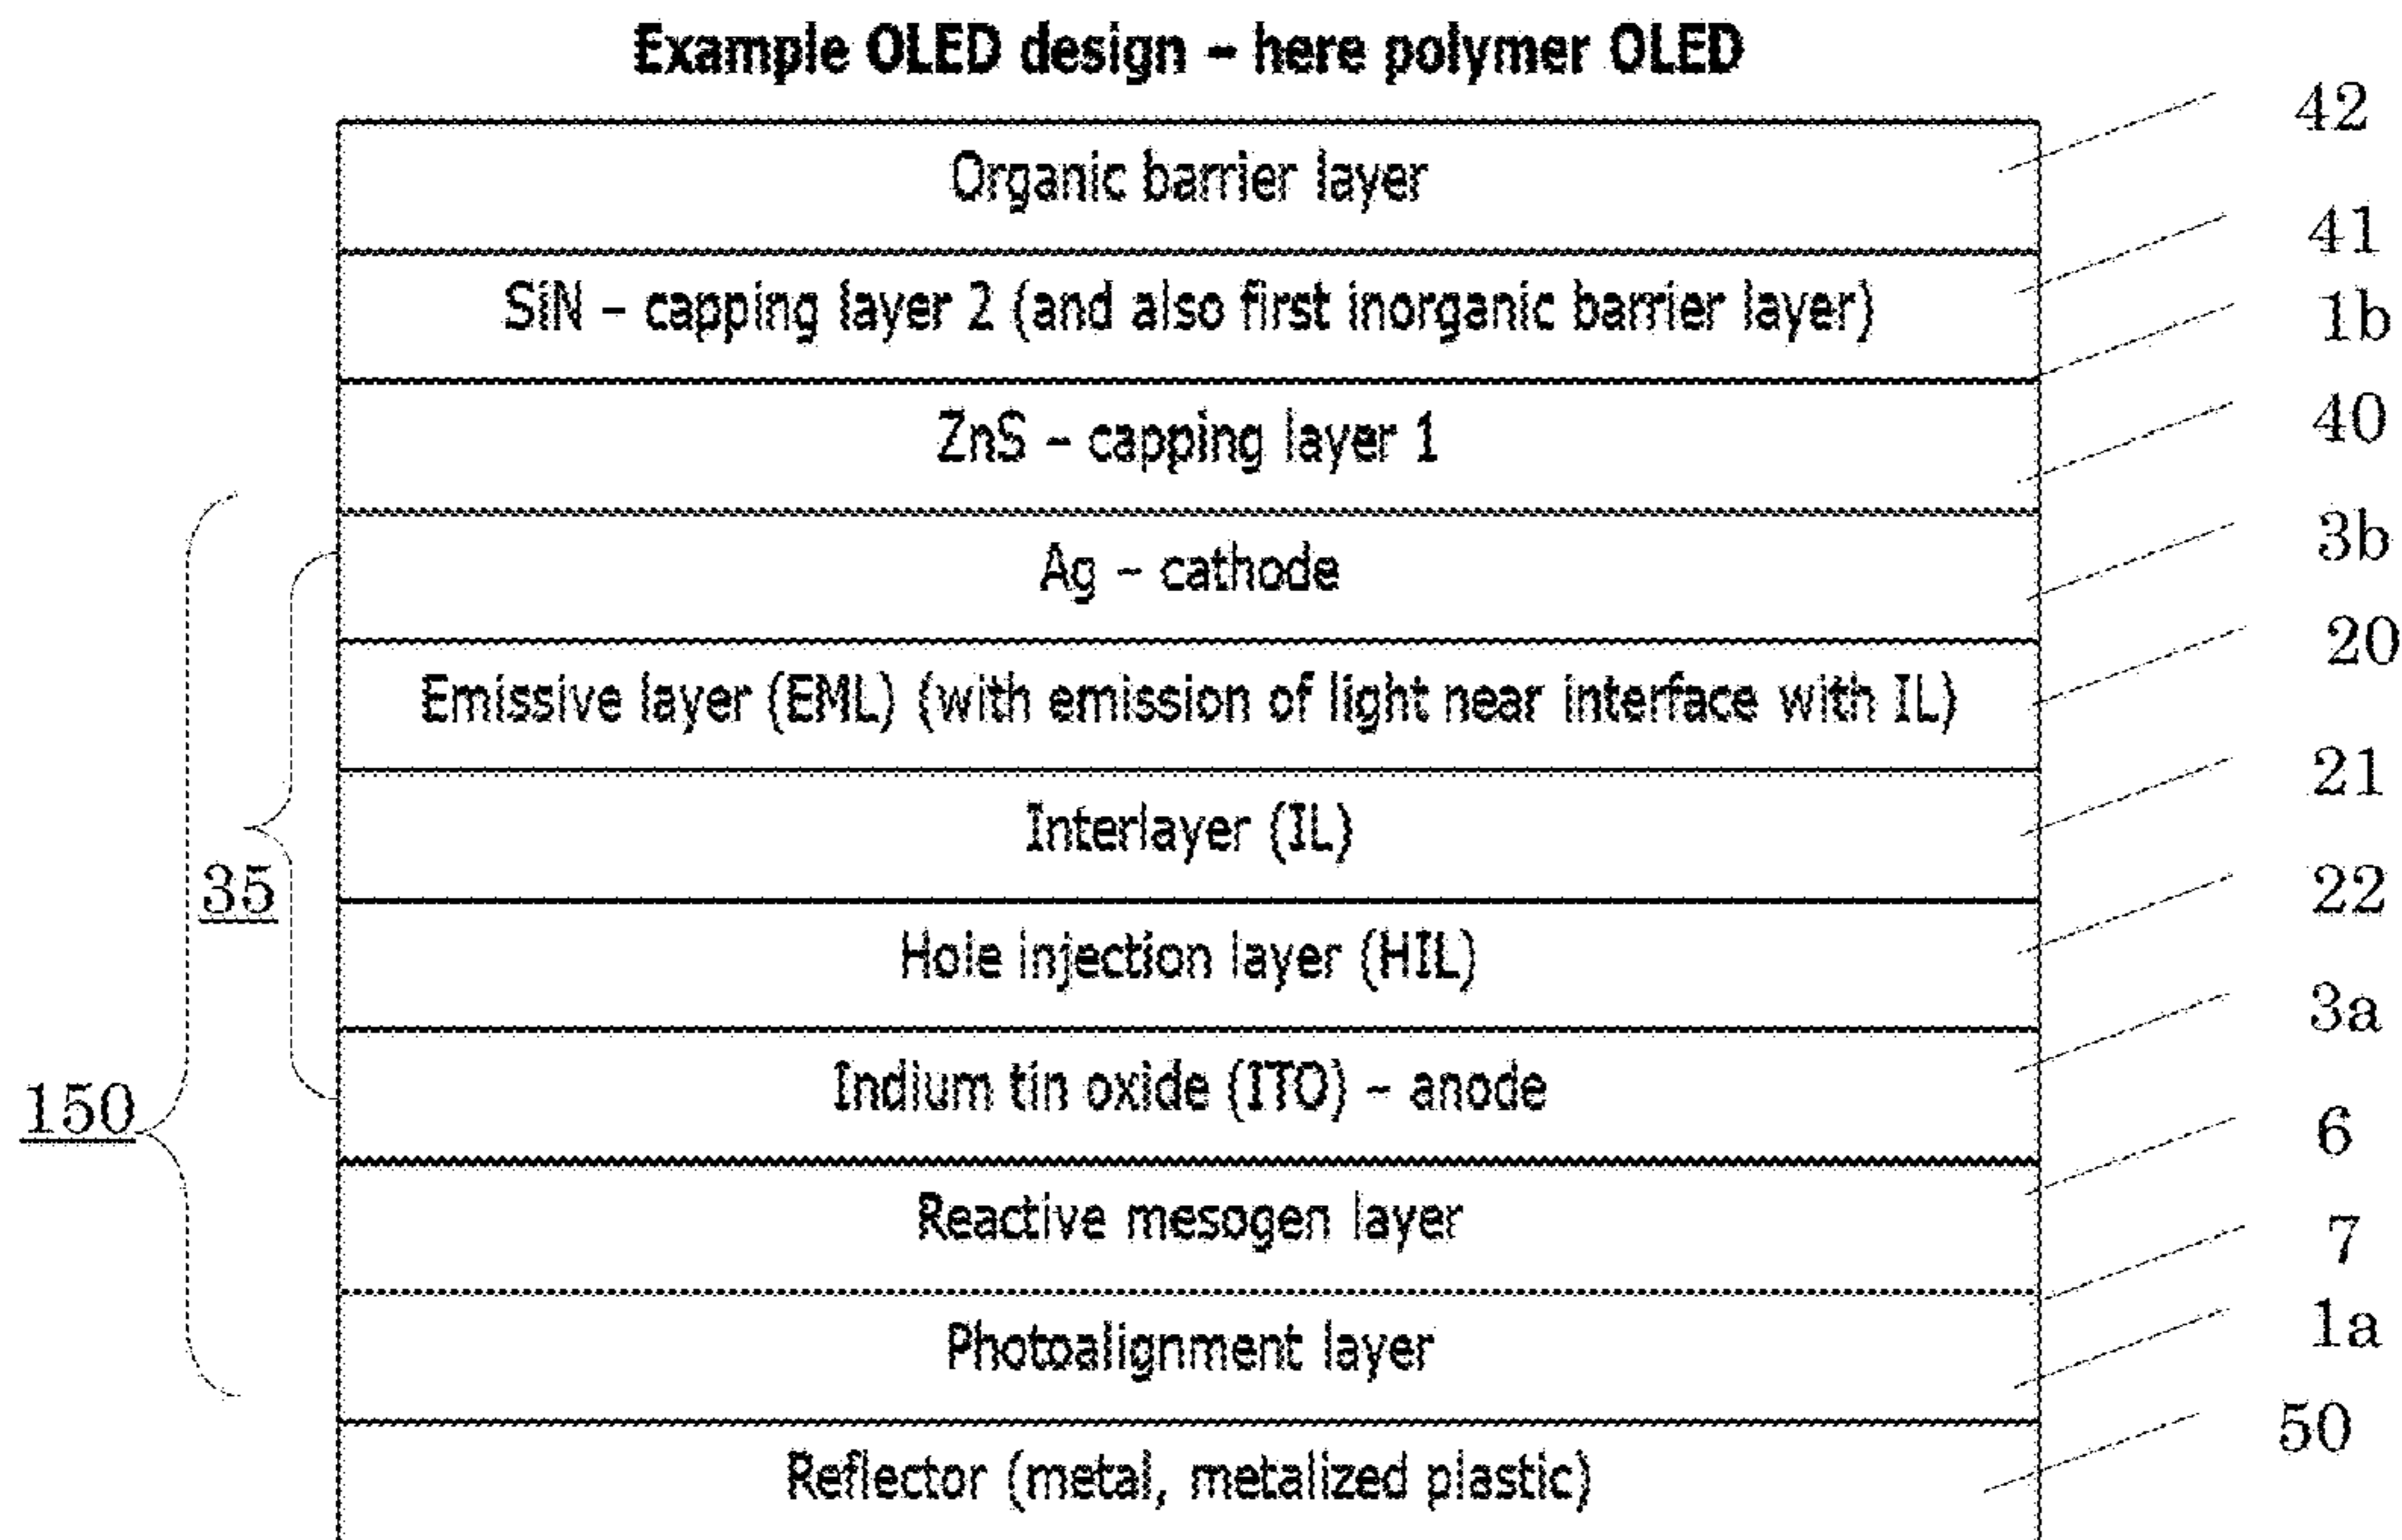 Example OLED design – here polymer OLED
42
Organic barrier layer
41
SiN – capping layer 2 (and also first inorganic barrier layer)
1b
ZnS – capping layer 1
40
Ag – cathode
3b
Emissive layer (EML) (with emission of light near interface with IL)
20
Interlayer (IL)
21
35
Hole injection layer (HIL)
22
Indium tin oxide (ITO) – anode
3a
150
Reactive mesogen layer
6
7
Photoalignment layer
1a
Reflector (metal, metalized plastic)
50